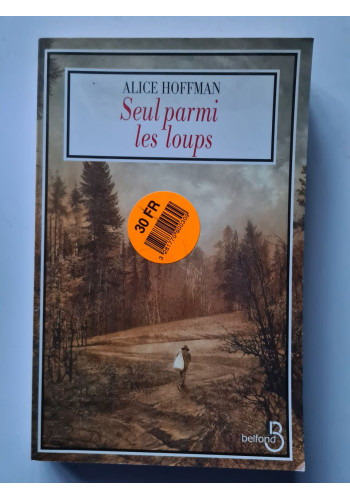 ALICE HOFFMAN
Seul parmi
les loups
30 FR
belfond
B